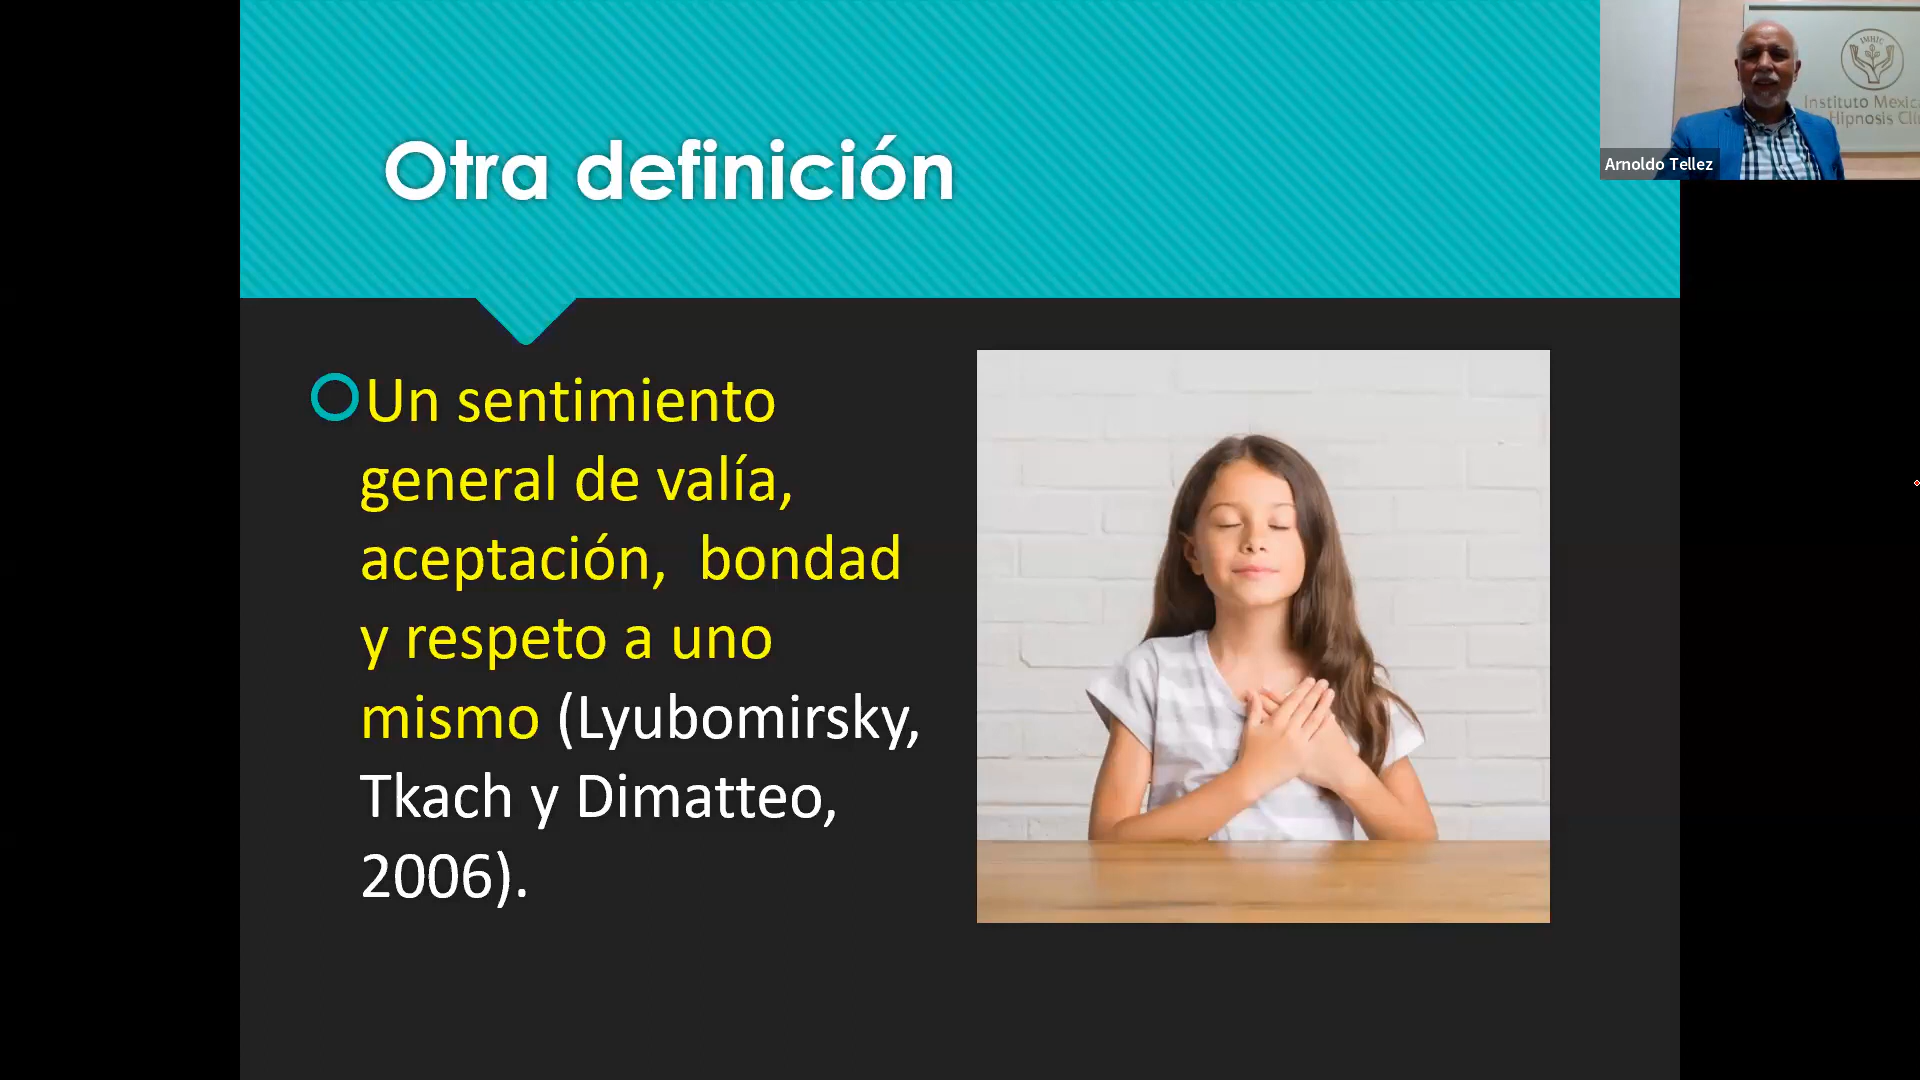 Otra definición
Un sentimiento
general de valía,
aceptación, bondad
y respeto a uno
mismo (Lyubomirsky,
Tkach y Dimatteo,
2006).
IMHIC
Instituto Mexic
Hipnosis Clí
Arnoldo Tellez